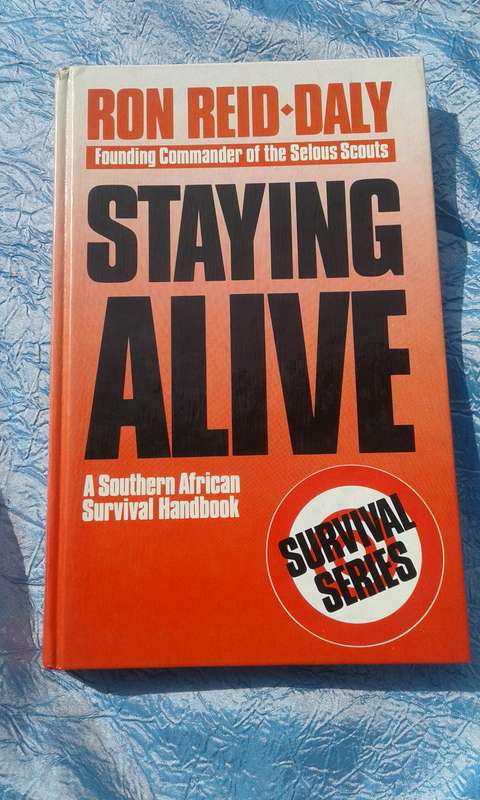 RON REID◆DALY
Founding Commander of the Selous Scouts
STAYING
ALIVE
A Southern African
Survival Handbook
SURVIVAL
SERIES